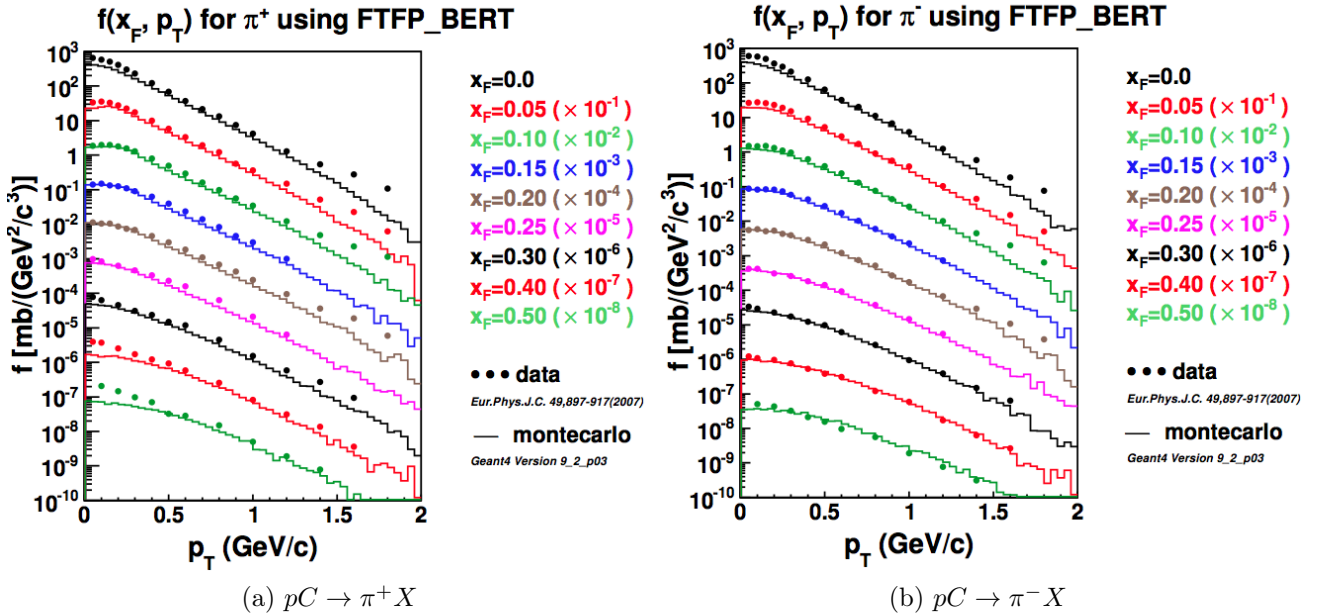 f(x_F, p_T) for π⁺ using FTFP_BERT
f [mb/(GeV²/c³)]
10³
10²
10
1
10⁻¹
10⁻²
10⁻³
10⁻⁴
10⁻⁵
10⁻⁶
10⁻⁷
10⁻⁸
10⁻⁹
10⁻¹⁰
0 0.5 1 1.5 2
p_T (GeV/c)
x_F=0.0
x_F=0.05 (× 10⁻¹)
x_F=0.10 (× 10⁻²)
x_F=0.15 (× 10⁻³)
x_F=0.20 (× 10⁻⁴)
x_F=0.25 (× 10⁻⁵)
x_F=0.30 (× 10⁻⁶)
x_F=0.40 (× 10⁻⁷)
x_F=0.50 (× 10⁻⁸)
data
Eur.Phys.J.C. 49,897-917(2007)
montecarlo
Geant4 Version 9_2_p03
(a) pC → π⁺X
f(x_F, p_T) for π⁻ using FTFP_BERT
f [mb/(GeV²/c³)]
10³
10²
10
1
10⁻¹
10⁻²
10⁻³
10⁻⁴
10⁻⁵
10⁻⁶
10⁻⁷
10⁻⁸
10⁻⁹
10⁻¹⁰
0 0.5 1 1.5 2
p_T (GeV/c)
x_F=0.0
x_F=0.05 (× 10⁻¹)
x_F=0.10 (× 10⁻²)
x_F=0.15 (× 10⁻³)
x_F=0.20 (× 10⁻⁴)
x_F=0.25 (× 10⁻⁵)
x_F=0.30 (× 10⁻⁶)
x_F=0.40 (× 10⁻⁷)
x_F=0.50 (× 10⁻⁸)
data
Eur.Phys.J.C. 49,897-917(2007)
montecarlo
Geant4 Version 9_2_p03
(b) pC → π⁻X